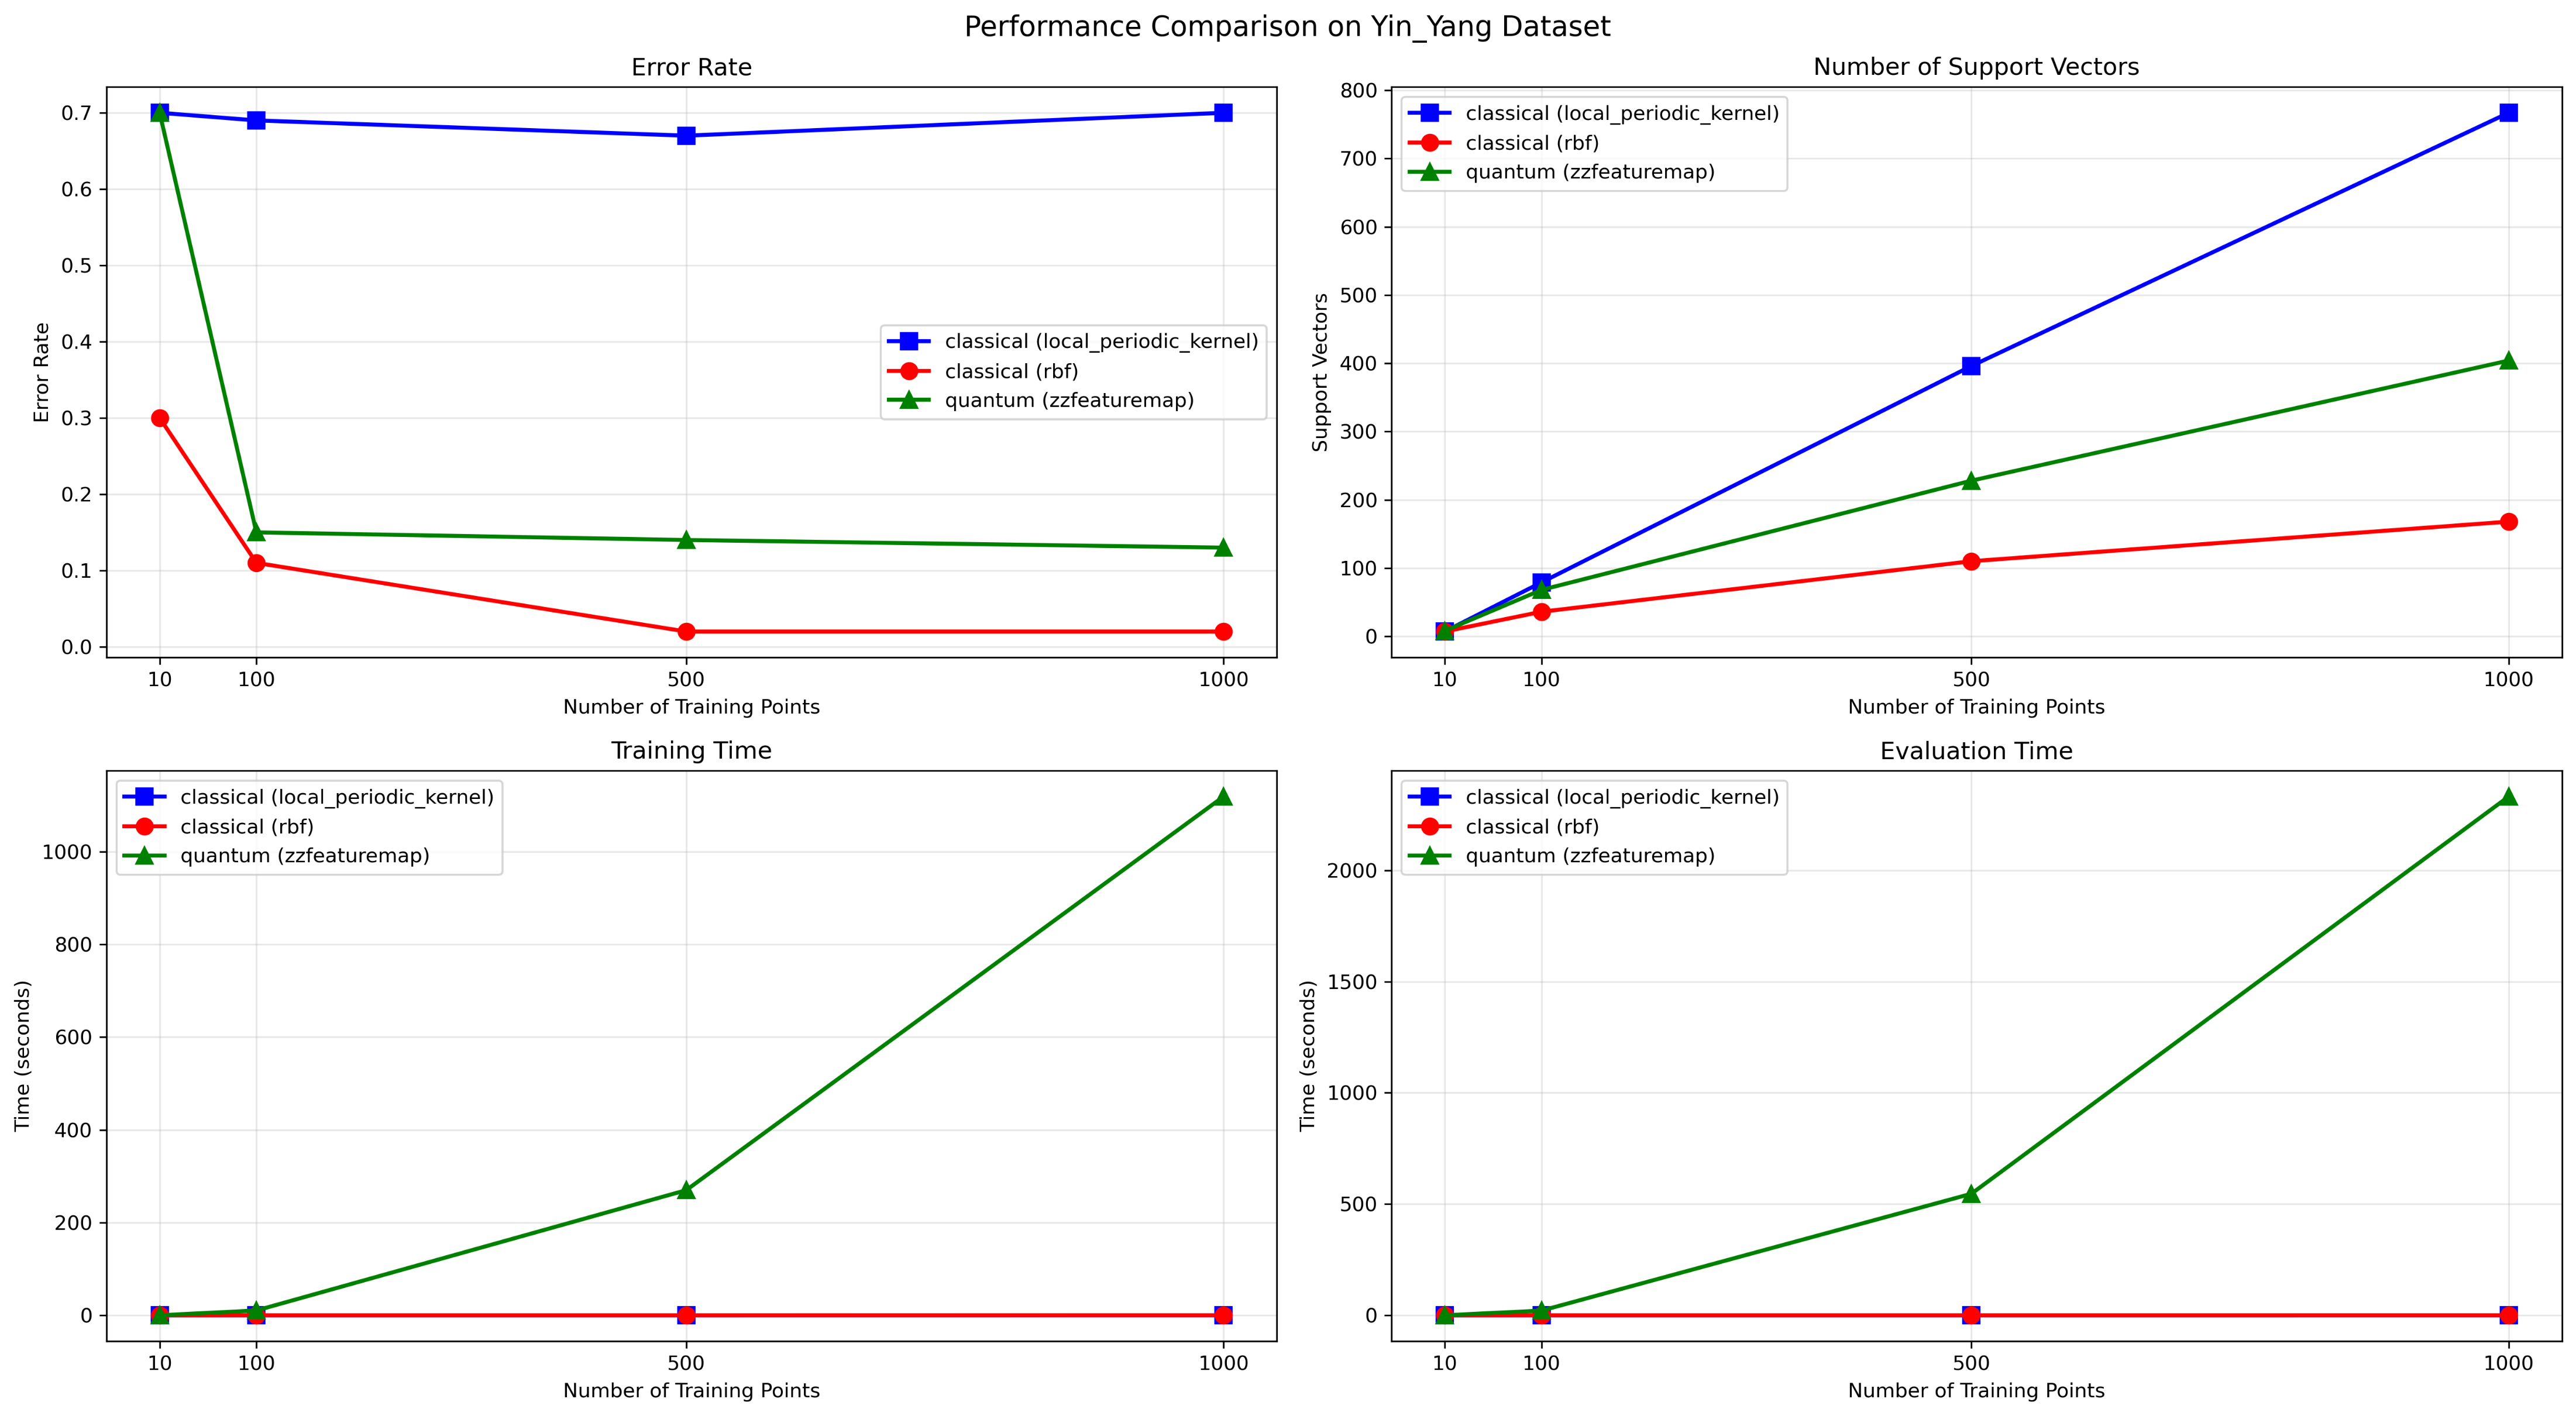 Performance Comparison on Yin_Yang Dataset
Error Rate
Error Rate
0.7
0.6
0.5
0.4
0.3
0.2
0.1
0.0
classical (local_periodic_kernel)
classical (rbf)
quantum (zzfeaturemap)
10 100 500 1000
Number of Training Points
Number of Support Vectors
Support Vectors
800
700
600
500
400
300
200
100
0
classical (local_periodic_kernel)
classical (rbf)
quantum (zzfeaturemap)
10 100 500 1000
Number of Training Points
Training Time
Time (seconds)
1000
800
600
400
200
0
classical (local_periodic_kernel)
classical (rbf)
quantum (zzfeaturemap)
10 100 500 1000
Number of Training Points
Evaluation Time
Time (seconds)
2000
1500
1000
500
0
classical (local_periodic_kernel)
classical (rbf)
quantum (zzfeaturemap)
10 100 500 1000
Number of Training Points